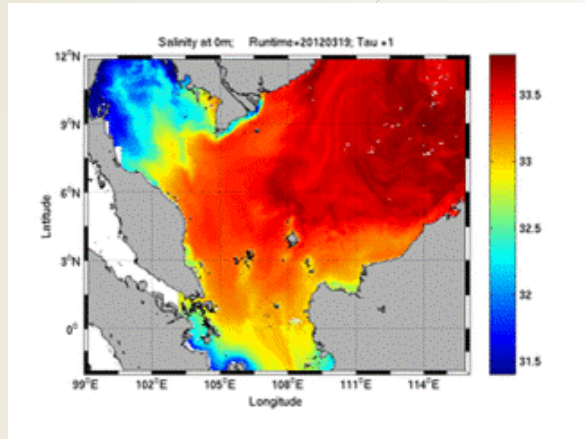 Salinity at 0m; Runtime=20120319; Tau =1
12°N
9°N
6°N
3°N
0°
Latitude
99°E 102°E 105°E 108°E 111°E 114°E
Longitude
33.5
33
32.5
32
31.5